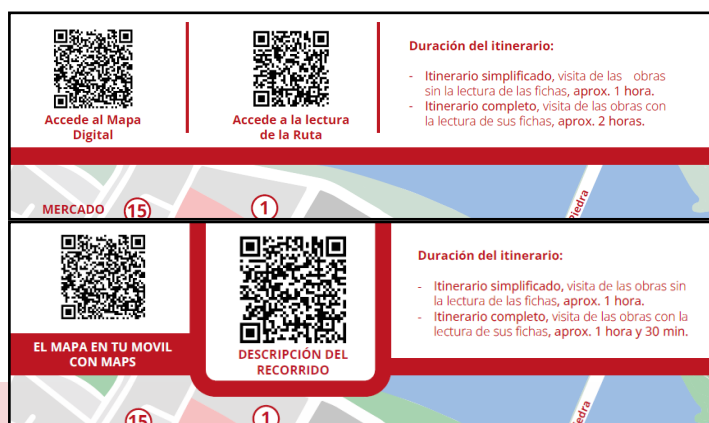 Accede al Mapa
Digital
Accede a la lectura
de la Ruta
Duración del itinerario:
- Itinerario simplificado, visita de las obras
sin la lectura de las fichas, aprox. 1 hora.
- Itinerario completo, visita de las obras con
la lectura de sus fichas, aprox. 2 horas.
MERCADO
15
1
iedra
EL MAPA EN TU MOVIL
CON MAPS
DESCRIPCIÓN DEL
RECORRIDO
Duración del itinerario:
- Itinerario simplificado, visita de las obras sin
la lectura de las fichas, aprox. 1 hora.
- Itinerario completo, visita de las obras con la
lectura de sus fichas, aprox. 1 hora y 30 min.
15
1
edra